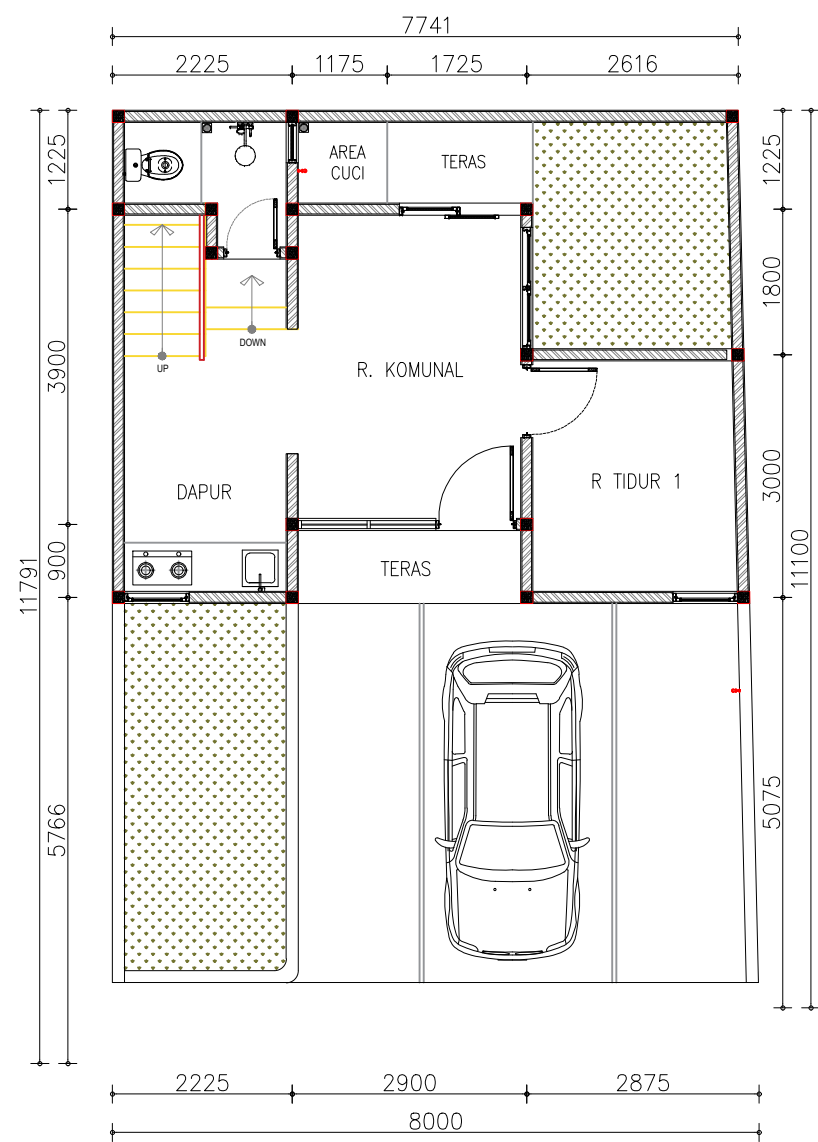 7741
2225
1175
1725
2616
AREA
CUCI
TERAS
1225
1225
1800
3900
R. KOMUNAL
UP
DOWN
DAPUR
R TIDUR 1
3000
900
TERAS
11791
11100
5766
5075
2225
2900
2875
8000